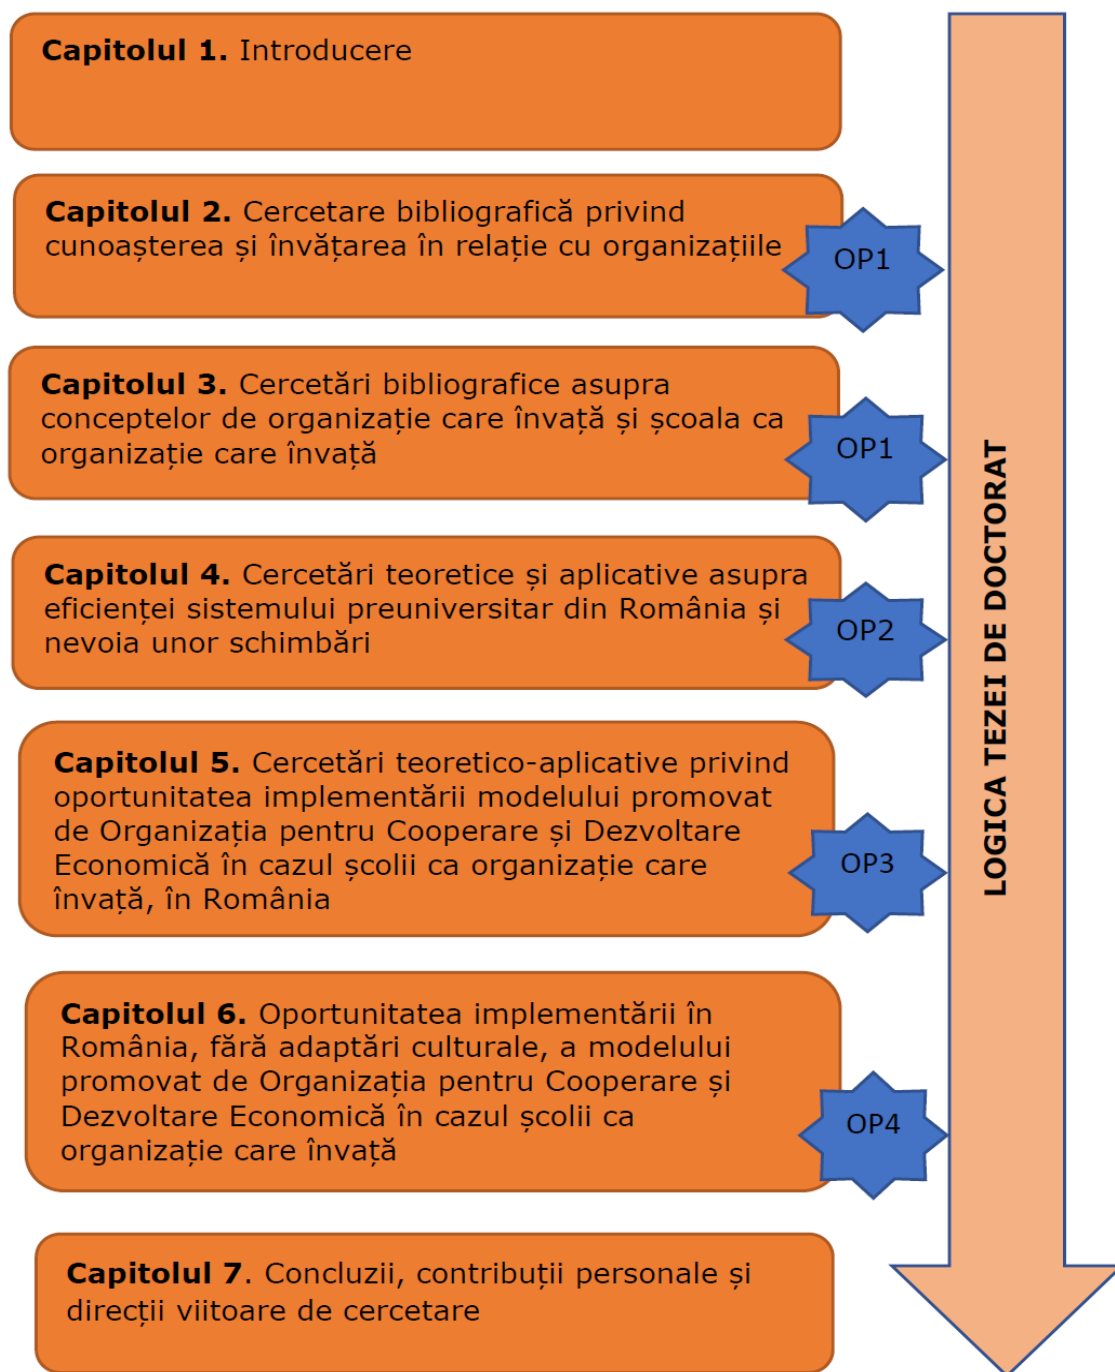 Capitolul 1. Introducere
Capitolul 2. Cercetare bibliografică privind
cunoașterea și învățarea în relație cu organizațiile
OP1
Capitolul 3. Cercetări bibliografice asupra
conceptelor de organizație care învață și școala ca
organizație care învață
OP1
Capitolul 4. Cercetări teoretice și aplicative asupra
eficienței sistemului preuniversitar din România și
nevoia unor schimbări
OP2
Capitolul 5. Cercetări teoretico-aplicative privind
oportunitatea implementării modelului promovat
de Organizația pentru Cooperare și Dezvoltare
Economică în cazul școlii ca organizație care
învață, în România
OP3
Capitolul 6. Oportunitatea implementării în
România, fără adaptări culturale, a modelului
promovat de Organizația pentru Cooperare și
Dezvoltare Economică în cazul școlii ca
organizație care învață
OP4
Capitolul 7. Concluzii, contribuții personale și
direcții viitoare de cercetare
LOGICA TEZEI DE DOCTORAT